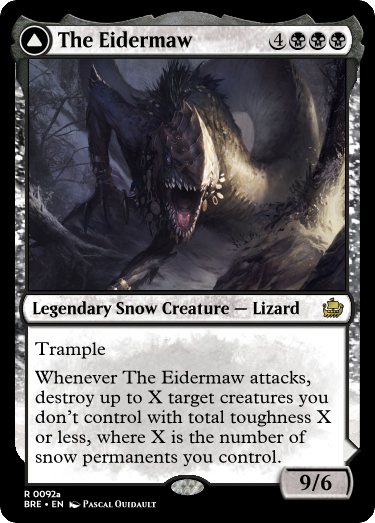 The Eidermaw 4
Legendary Snow Creature — Lizard
Trample
Whenever The Eidermaw attacks,
destroy up to X target creatures you
don't control with total toughness X
or less, where X is the number of
snow permanents you control.
9/6
R 0092a
BRE • EN Pascal Quidault